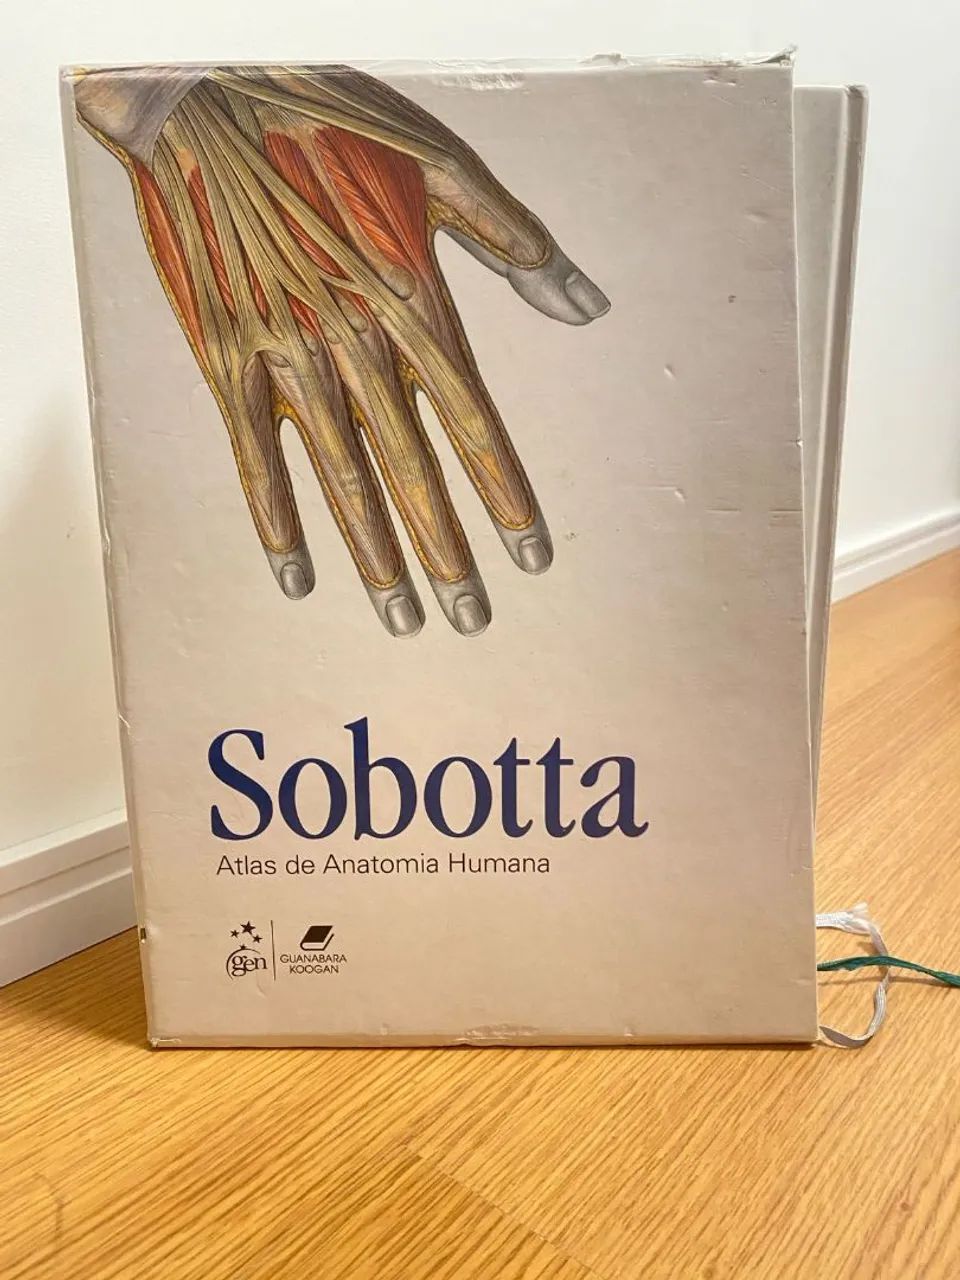 Sobotta
Atlas de Anatomia Humana
gen
GUANABARA
KOOGAN